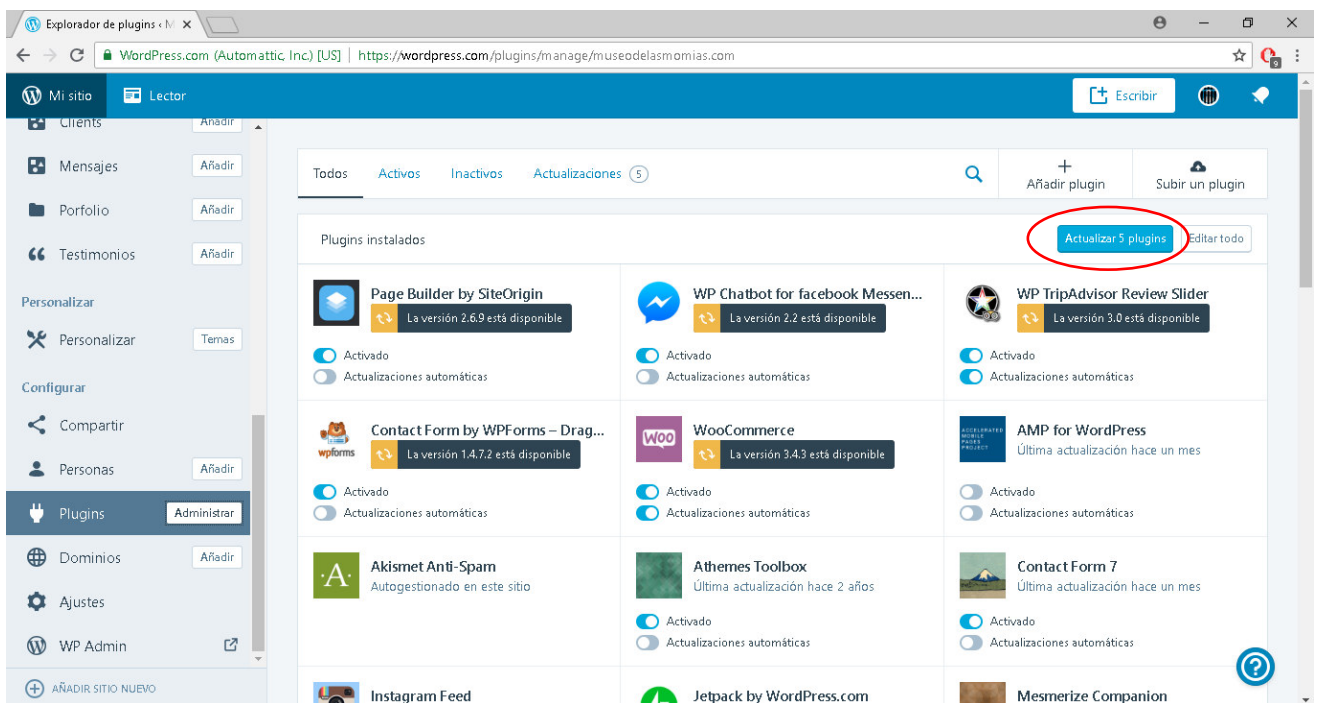 Explorador de plugins ‹ M
WordPress.com (Automattic, Inc.) [US] | https://wordpress.com/plugins/manage/museodelasmomias.com
9
Mi sitio
Lector
Escribir
Clients
Añadir
Mensajes
Añadir
Porfolio
Añadir
Testimonios
Añadir
Personalizar
Personalizar
Temas
Configurar
Compartir
Personas
Añadir
Plugins
Administrar
Dominios
Añadir
Ajustes
WP Admin
AÑADIR SITIO NUEVO
Todos Activos Inactivos Actualizaciones 5
Añadir plugin
Subir un plugin
Plugins instalados
Actualizar 5 plugins
Editar todo
Page Builder by SiteOrigin
La versión 2.6.9 está disponible
Activado
Actualizaciones automáticas
WP Chatbot for facebook Messen...
La versión 2.2 está disponible
Activado
Actualizaciones automáticas
WP TripAdvisor Review Slider
La versión 3.0 está disponible
Activado
Actualizaciones automáticas
wpforms
Contact Form by WPForms – Drag...
La versión 1.4.7.2 está disponible
Activado
Actualizaciones automáticas
WOO
WooCommerce
La versión 3.4.3 está disponible
Activado
Actualizaciones automáticas
ACCELERATED
MOBILE
PAGES
PROJECT
AMP for WordPress
Última actualización hace un mes
Activado
Actualizaciones automáticas
·A·
Akismet Anti-Spam
Autogestionado en este sitio
Athemes Toolbox
Última actualización hace 2 años
Activado
Actualizaciones automáticas
Contact Form 7
Última actualización hace un mes
Activado
Actualizaciones automáticas
Instagram Feed
Jetpack by WordPress.com
Mesmerize Companion